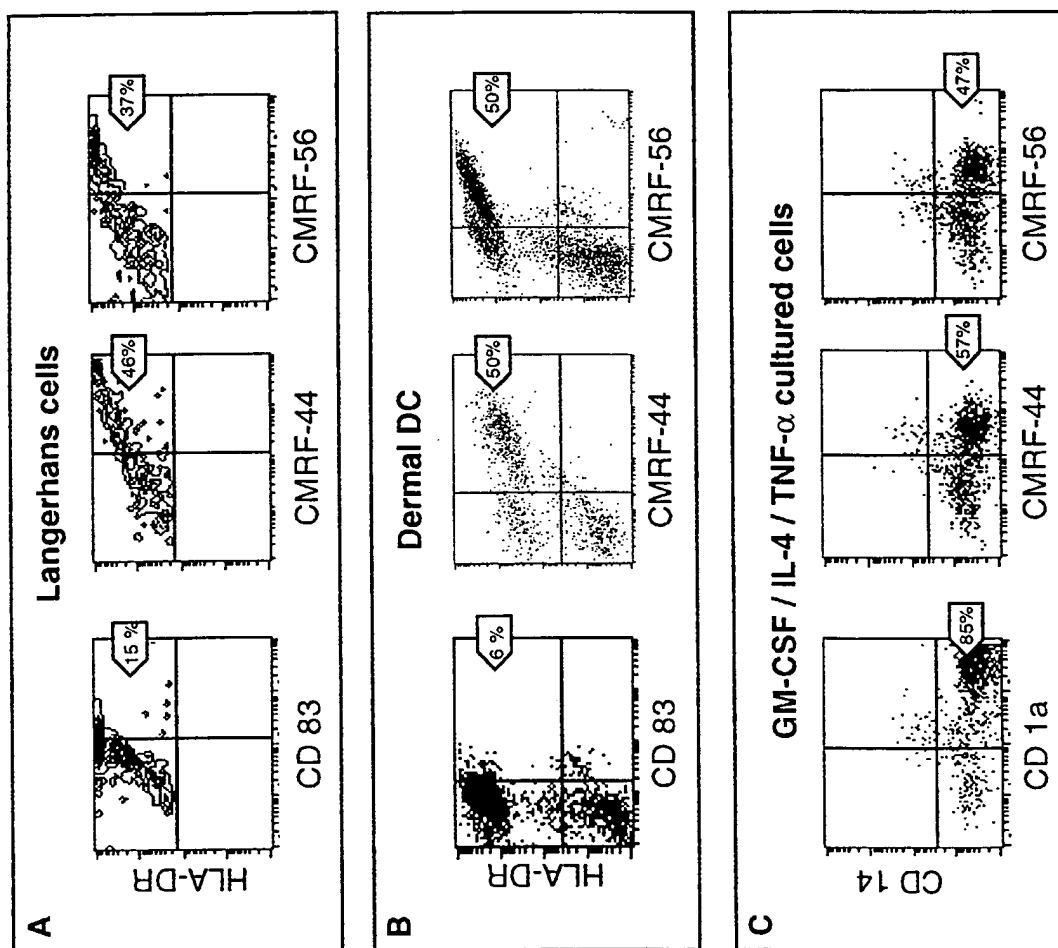 A
Langerhans cells
HLA-DR
15 %
46%
37%
CD 83
CMRF-44
CMRF-56
B
Dermal DC
HLA-DR
6 %
50%
50%
CD 83
CMRF-44
CMRF-56
C
GM-CSF / IL-4 / TNF-α cultured cells
CD 14
85%
57%
47%
CD 1a
CMRF-44
CMRF-56